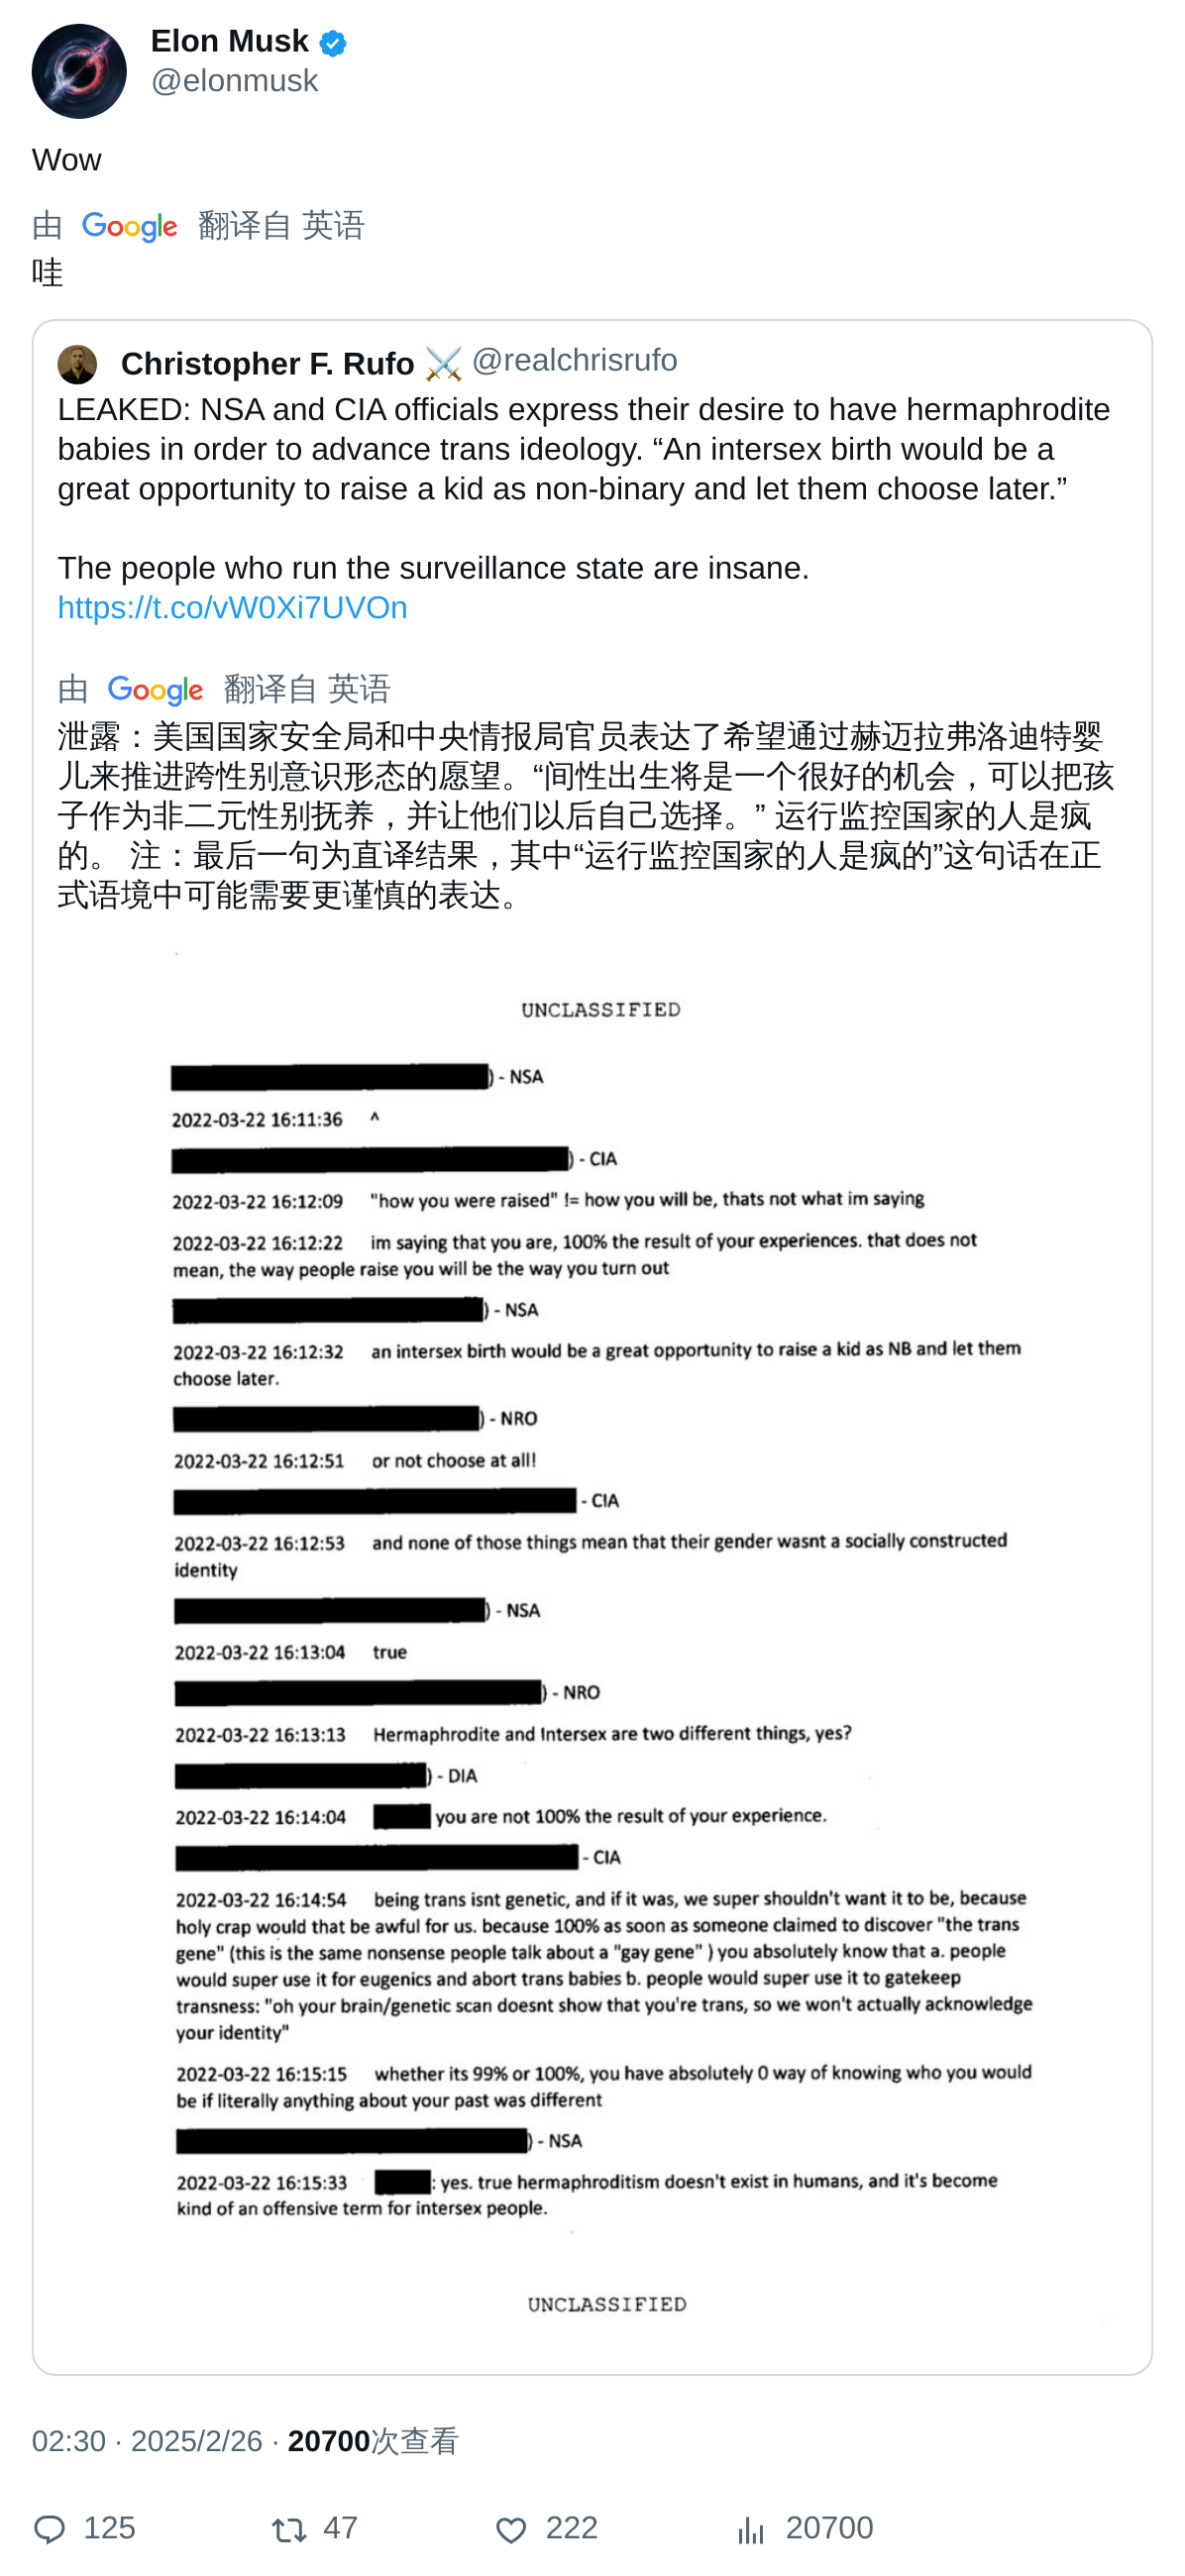 Elon Musk
@elonmusk
Wow
由 Google 翻译自 英语
哇
Christopher F. Rufo ⚔️ @realchrisrufo
LEAKED: NSA and CIA officials express their desire to have hermaphrodite
babies in order to advance trans ideology. “An intersex birth would be a
great opportunity to raise a kid as non-binary and let them choose later.”
The people who run the surveillance state are insane.
https://t.co/vW0Xi7UVOn
由 Google 翻译自 英语
泄露：美国国家安全局和中央情报局官员表达了希望通过赫迈拉弗洛迪特婴
儿来推进跨性别意识形态的愿望。“间性出生将是一个很好的机会，可以把孩
子作为非二元性别抚养，并让他们以后自己选择。” 运行监控国家的人是疯
的。 注：最后一句为直译结果，其中“运行监控国家的人是疯的”这句话在正
式语境中可能需要更谨慎的表达。
UNCLASSIFIED
) - NSA
2022-03-22 16:11:36 ^
) - CIA
2022-03-22 16:12:09 "how you were raised" != how you will be, thats not what im saying
2022-03-22 16:12:22 im saying that you are, 100% the result of your experiences. that does not
mean, the way people raise you will be the way you turn out
) - NSA
2022-03-22 16:12:32 an intersex birth would be a great opportunity to raise a kid as NB and let them
choose later.
) - NRO
2022-03-22 16:12:51 or not choose at all!
- CIA
2022-03-22 16:12:53 and none of those things mean that their gender wasnt a socially constructed
identity
) - NSA
2022-03-22 16:13:04 true
) - NRO
2022-03-22 16:13:13 Hermaphrodite and Intersex are two different things, yes?
) - DIA
2022-03-22 16:14:04 you are not 100% the result of your experience.
- CIA
2022-03-22 16:14:54 being trans isnt genetic, and if it was, we super shouldn't want it to be, because
holy crap would that be awful for us. because 100% as soon as someone claimed to discover "the trans
gene" (this is the same nonsense people talk about a "gay gene" ) you absolutely know that a. people
would super use it for eugenics and abort trans babies b. people would super use it to gatekeep
transness: "oh your brain/genetic scan doesnt show that you're trans, so we won't actually acknowledge
your identity"
2022-03-22 16:15:15 whether its 99% or 100%, you have absolutely 0 way of knowing who you would
be if literally anything about your past was different
) - NSA
2022-03-22 16:15:33 : yes. true hermaphroditism doesn't exist in humans, and it's become
kind of an offensive term for intersex people.
UNCLASSIFIED
02:30 · 2025/2/26 · 20700次查看
125 47 222 20700